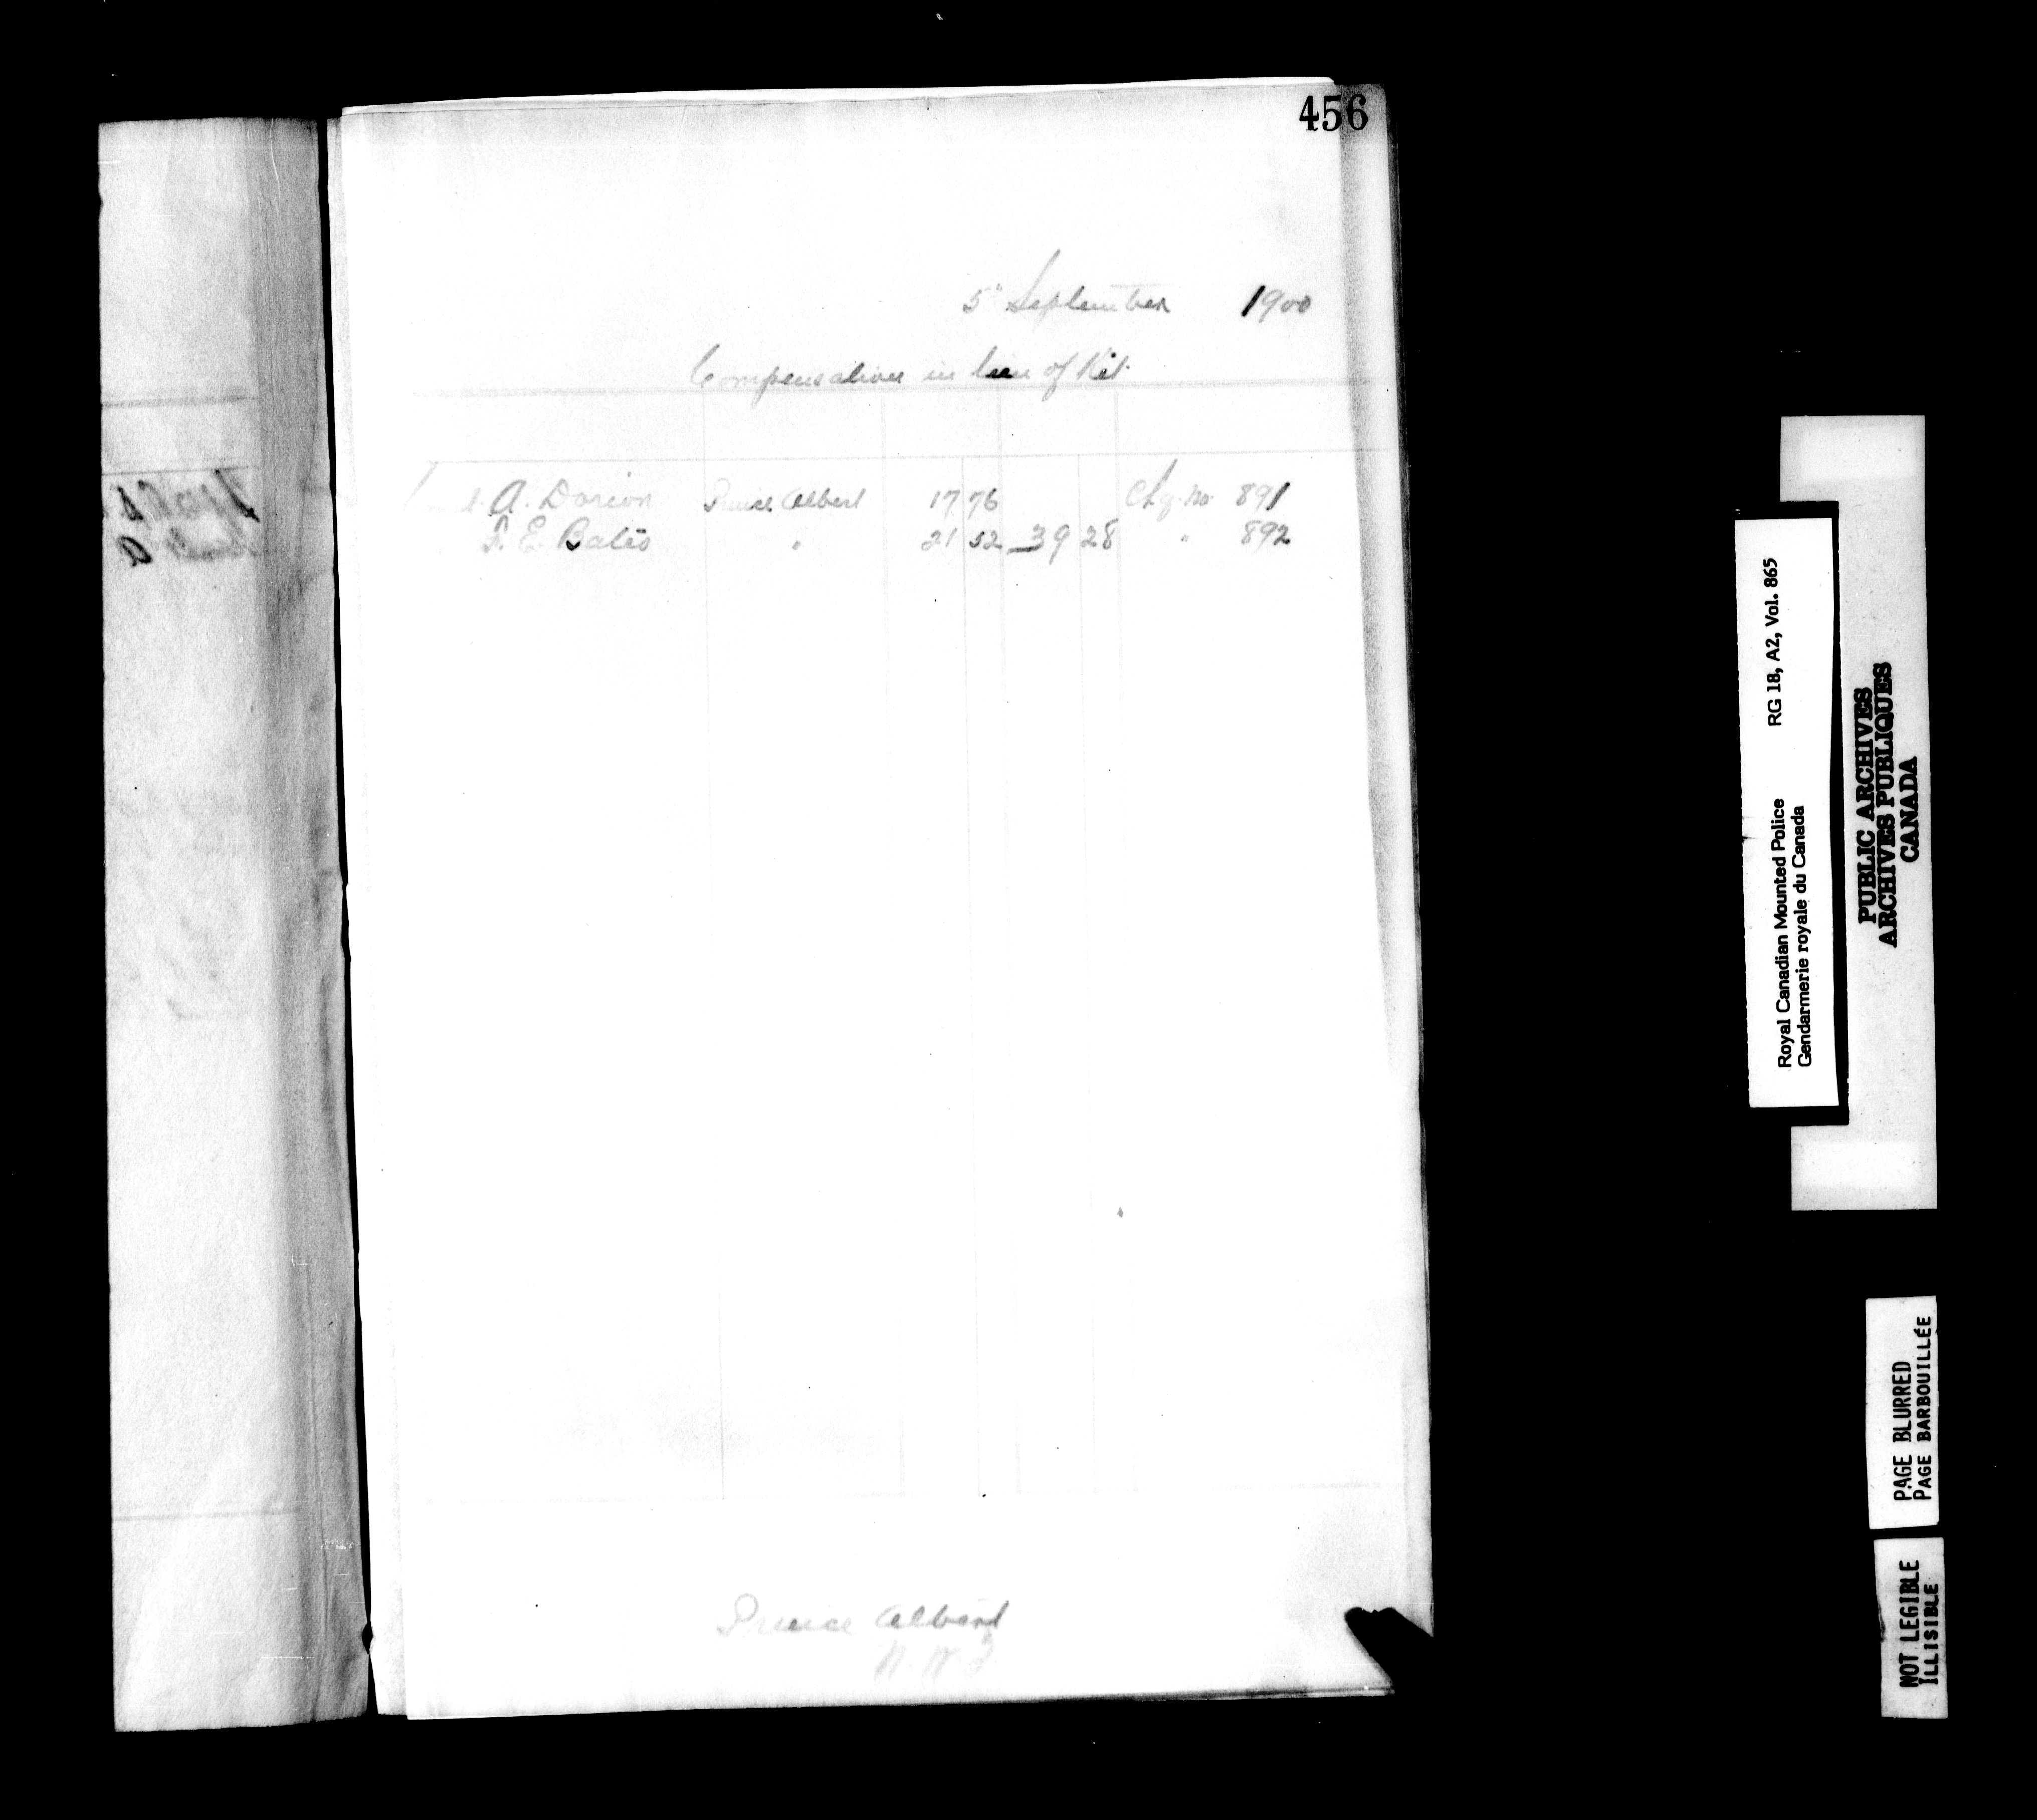 456
5" September 1900
Compensation in lieu of Kit.
A. Dorion Prince Albert 17 76 Chq. No. 891
E. Bates " 21 52 39 28 " 892
Prince Albert
N.W.T
Royal Canadian Mounted Police RG 18, A2, Vol. 865
Gendarmerie royale du Canada
PUBLIC ARCHIVES
ARCHIVES PUBLIQUES
CANADA
PAGE BLURRED
PAGE BARBOUILLÉE
NOT LEGIBLE
ILLISIBLE